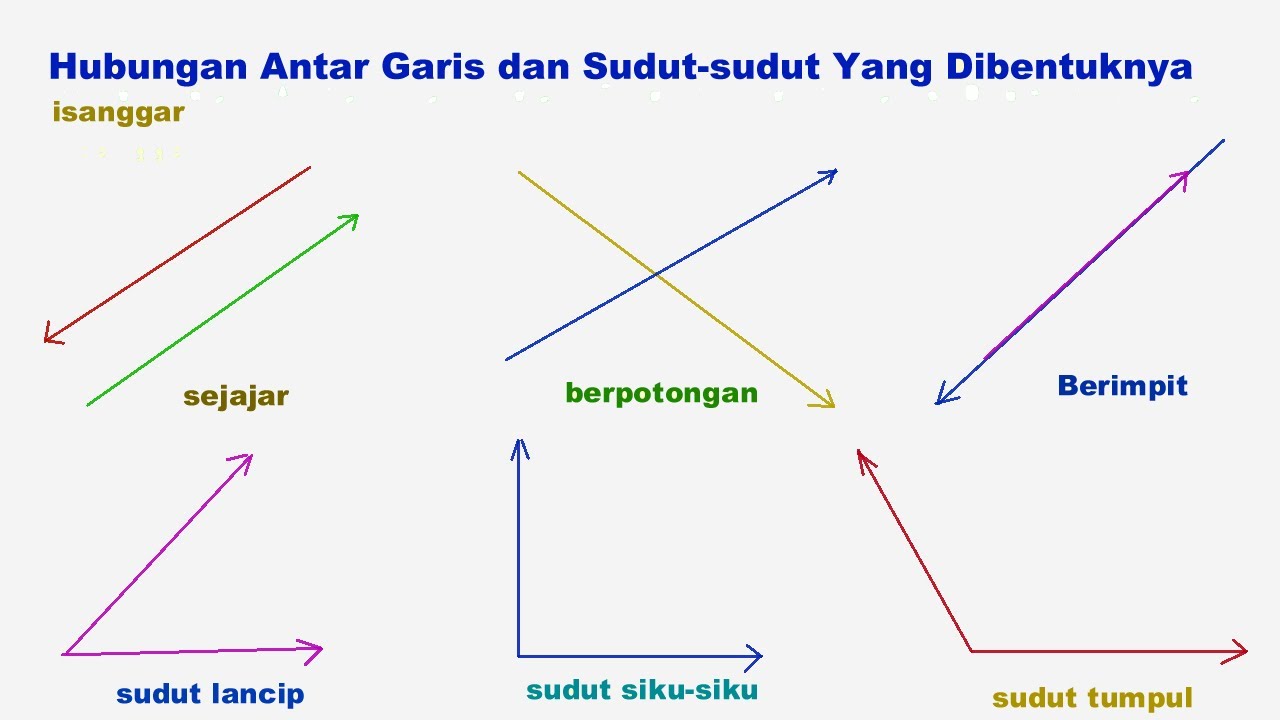 Hubungan Antar Garis dan Sudut-sudut Yang Dibentuknya
isanggar
sejajar
berpotongan
Berimpit
sudut lancip
sudut siku-siku
sudut tumpul